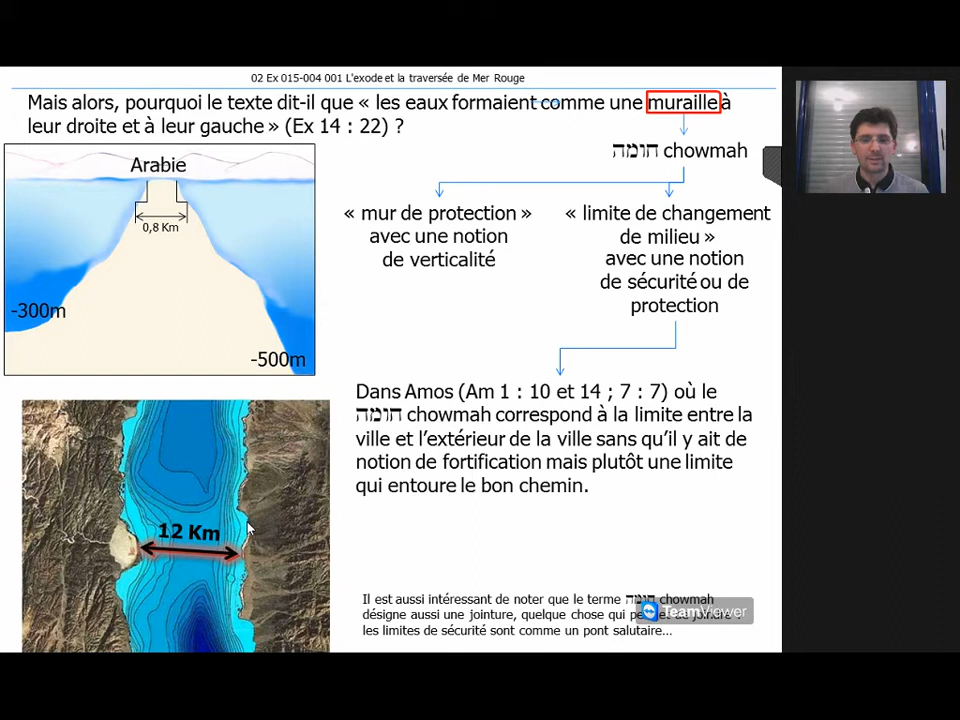 02 Ex 015-004 001 L'exode et la traversée de Mer Rouge
Mais alors, pourquoi le texte dit-il que « les eaux formaient comme une muraille à
leur droite et à leur gauche » (Ex 14 : 22) ?
חומה chowmah
Arabie
0,8 Km
-300m
-500m
« mur de protection »
avec une notion
de verticalité
« limite de changement
de milieu »
avec une notion
de sécurité ou de
protection
Dans Amos (Am 1 : 10 et 14 ; 7 : 7) où le
חומה chowmah correspond à la limite entre la
ville et l'extérieur de la ville sans qu'il y ait de
notion de fortification mais plutôt une limite
qui entoure le bon chemin.
12 Km
Il est aussi intéressant de noter que le terme חומה chowmah
désigne aussi une jointure, quelque chose qui
les limites de sécurité sont comme un pont salutaire...
TeamViewer